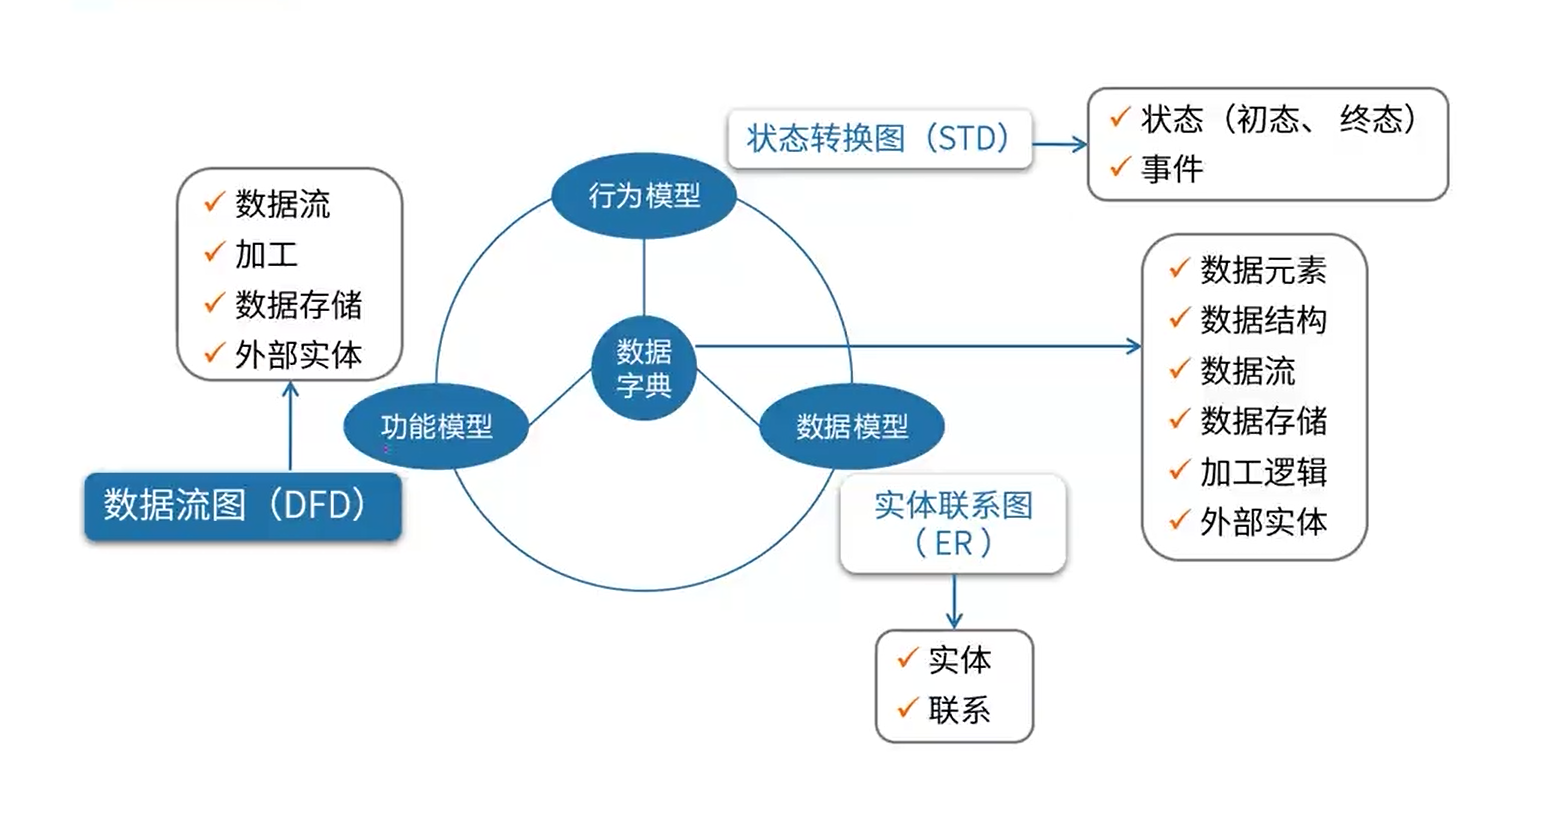 状态转换图（STD）
状态（初态、 终态）
事件
行为模型
数据流
加工
数据存储
外部实体
数据
字典
功能模型
数据模型
数据元素
数据结构
数据流
数据存储
加工逻辑
外部实体
数据流图（DFD）
实体联系图
（ ER ）
实体
联系